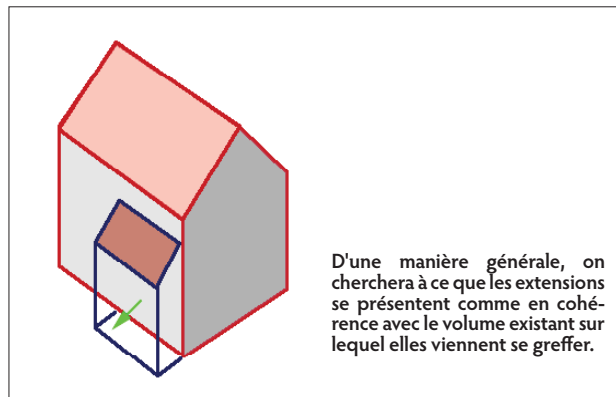 D'une manière générale, on
cherchera à ce que les extensions
se présentent comme en cohé-
rence avec le volume existant sur
lequel elles viennent se greffer.